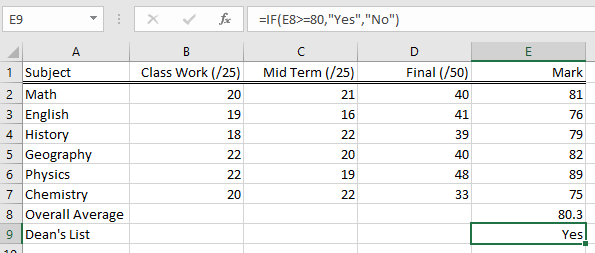 E9 =IF(E8>=80,"Yes","No")
A B C D E
1 Subject Class Work (/25) Mid Term (/25) Final (/50) Mark
2 Math 20 21 40 81
3 English 19 16 41 76
4 History 18 22 39 79
5 Geography 22 20 40 82
6 Physics 22 19 48 89
7 Chemistry 20 22 33 75
8 Overall Average 80.3
9 Dean's List Yes